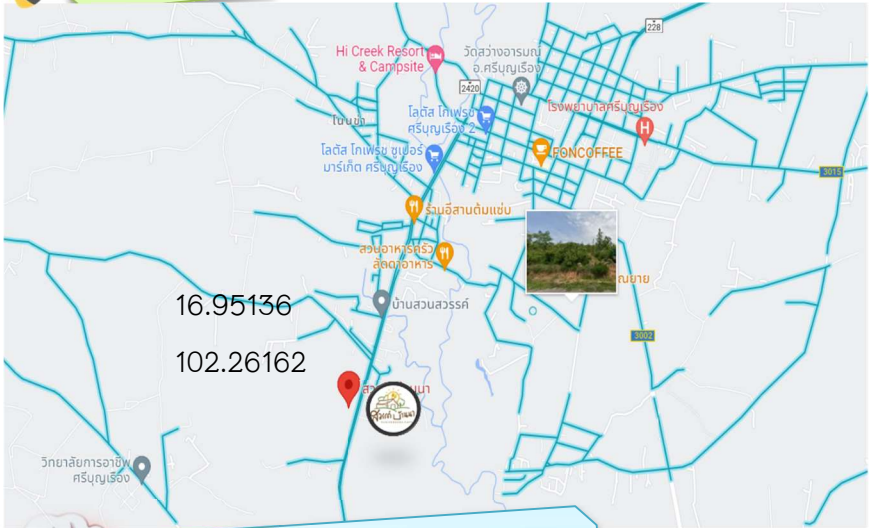 228
Hi Creek Resort
& Campsite
วัดสว่างอารมณ์
อ.ศรีบุญเรือง
2420
โรงพยาบาลศรีบุญเรือง
โนนข่า
โลตัส โกเฟรช
ศรีบุญเรือง 2
FONCOFFEE
โลตัส โกเฟรช ซูเปอร์
มาร์เก็ต ศรีบุญเรือง
3015
ร้านอีสานต้มแซ่บ
สวนอาหารครัว
ลัดดาอาหาร
16.95136
บ้านสวนสวรรค์
3002
102.26162
วิทยาลัยการอาชีพ
ศรีบุญเรือง